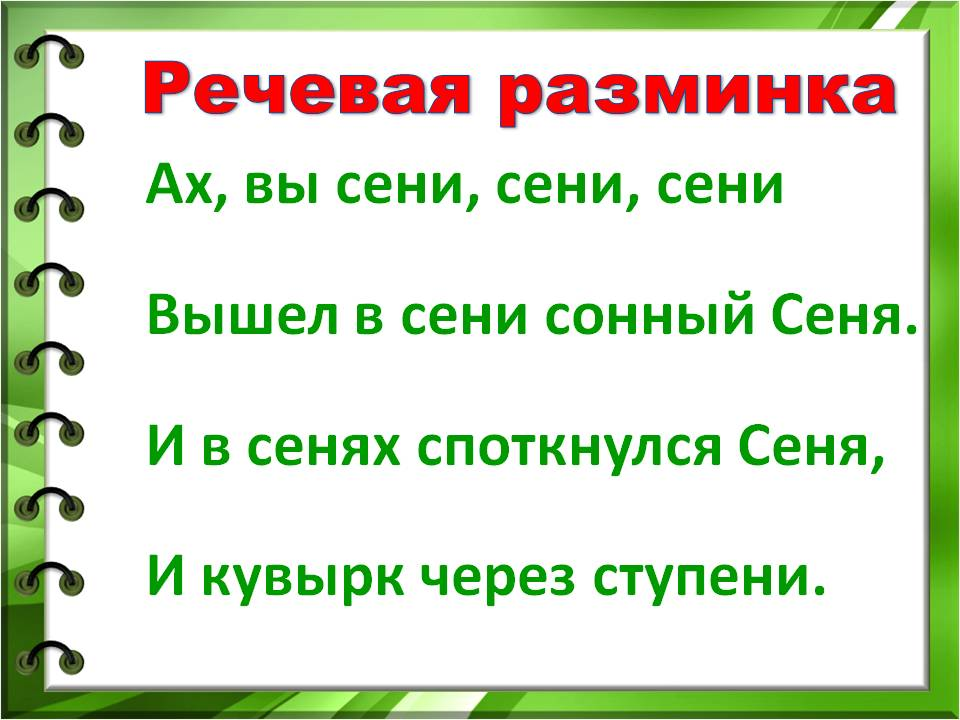 Речевая разминка
Ах, вы сени, сени, сени
Вышел в сени сонный Сеня.
И в сенях споткнулся Сеня,
И кувырк через ступени.